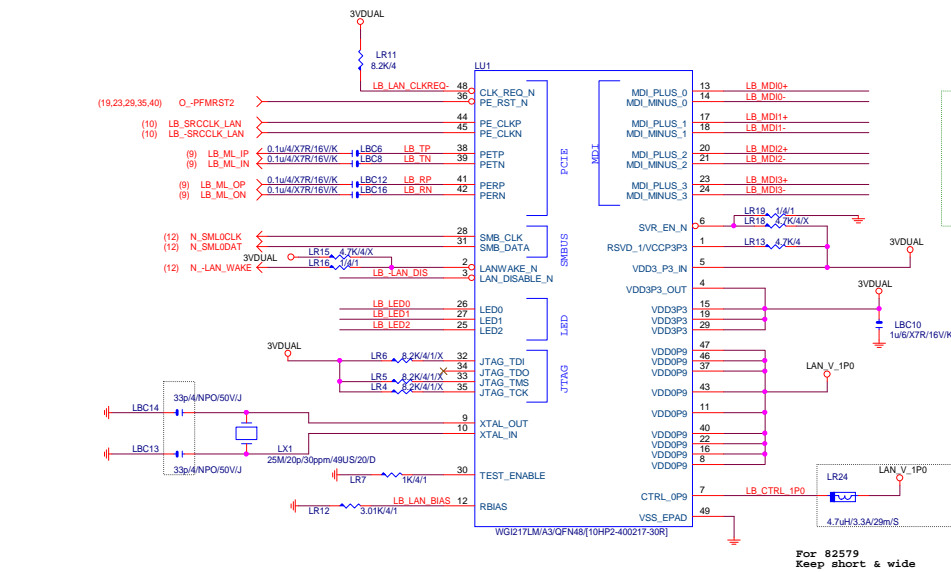 3VDUAL
LR11
8.2K/4
LU1
LB_LAN_CLKREQ-
48
CLK_REQ_N
(19,23,29,35,40)
O_-PFMRST2
36
PE_RST_N
(10)
LB_SRCCLK_LAN
44
PE_CLKP
(10)
LB_-SRCCLK_LAN
45
PE_CLKN
(9)
LB_ML_IP
0.1u/4/X7R/16V/K
LBC6
LB_TP
38
PETP
(9)
LB_ML_IN
0.1u/4/X7R/16V/K
LBC8
LB_TN
39
PETN
(9)
LB_ML_OP
0.1u/4/X7R/16V/K
LBC12
LB_RP
41
PERP
(9)
LB_ML_ON
0.1u/4/X7R/16V/K
LBC16
LB_RN
42
PERN
PCIE
(12)
N_SML0CLK
28
SMB_CLK
(12)
N_SML0DAT
31
SMB_DATA
SMBUS
3VDUAL
LR15
4.7K/4/X
(12)
N_-LAN_WAKE
LR16
1/4/1
2
LANWAKE_N
LB_-LAN_DIS
3
LAN_DISABLE_N
LB_LED0
26
LED0
LB_LED1
27
LED1
LB_LED2
25
LED2
LED
3VDUAL
LR6
8.2K/4/1/X
32
JTAG_TDI
34
JTAG_TDO
LR5
8.2K/4/1/X
33
JTAG_TMS
LR4
8.2K/4/1/X
35
JTAG_TCK
JTAG
33p/4/NPO/50V/J
LBC14
9
XTAL_OUT
10
XTAL_IN
LBC13
LX1
25M/20p/30ppm/49US/20/D
33p/4/NPO/50V/J
LR7
1K/4/1
30
TEST_ENABLE
LR12
3.01K/4/1
LB_LAN_BIAS
12
RBIAS
WGI217LM/A3/QFN48/[10HP2-400217-30R]
MDI
MDI_PLUS_0
13
LB_MDI0+
MDI_MINUS_0
14
LB_MDI0-
MDI_PLUS_1
17
LB_MDI1+
MDI_MINUS_1
18
LB_MDI1-
MDI_PLUS_2
20
LB_MDI2+
MDI_MINUS_2
21
LB_MDI2-
MDI_PLUS_3
23
LB_MDI3+
MDI_MINUS_3
24
LB_MDI3-
SVR_EN_N
6
LR19
1/4/1
LR18
4.7K/4/X
RSVD_1/VCCP3P3
1
LR13
4.7K/4
3VDUAL
VDD3_P3_IN
5
VDD3P3_OUT
4
3VDUAL
VDD3P3
15
VDD3P3
19
VDD3P3
29
LBC10
1u/6/X7R/16V/K
VDD0P9
47
VDD0P9
46
VDD0P9
37
LAN_V_1P0
VDD0P9
43
VDD0P9
11
VDD0P9
40
VDD0P9
22
VDD0P9
16
VDD0P9
8
CTRL_0P9
7
LB_CTRL_1P0
LR24
LAN_V_1P0
4.7uH/3.3A/29m/S
VSS_EPAD
49
For 82579
Keep short & wide